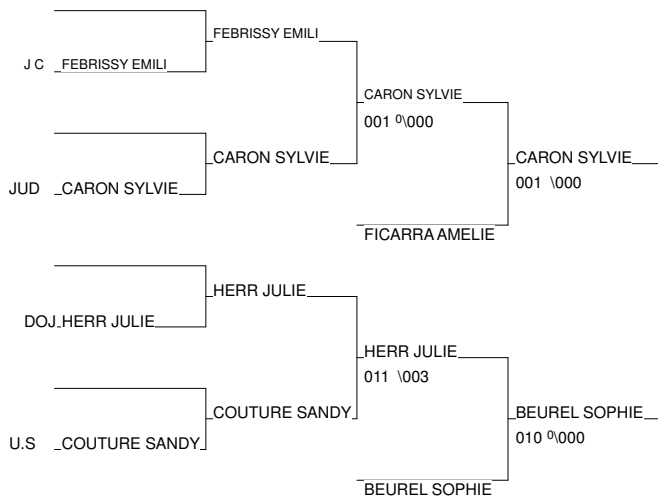 FEBRISSY EMILI
J C FEBRISSY EMILI
CARON SYLVIE
001 0\000
CARON SYLVIE
CARON SYLVIE
001 \000
JUD CARON SYLVIE
FICARRA AMELIE
HERR JULIE
DOJ HERR JULIE
HERR JULIE
011 \003
COUTURE SANDY
BEUREL SOPHIE
010 0\000
U.S COUTURE SANDY
BEUREL SOPHIE